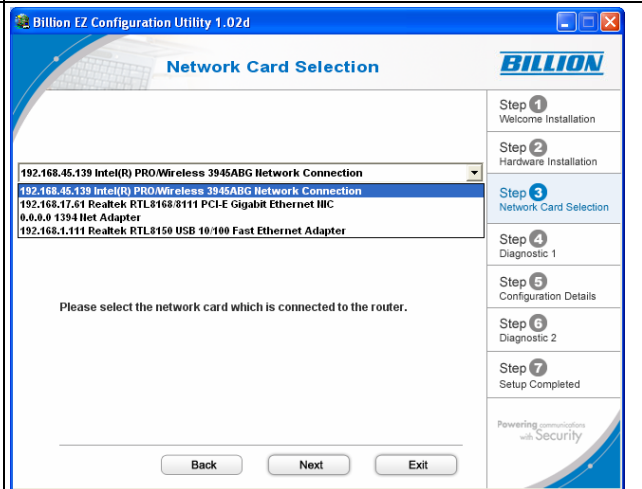 Billion EZ Configuration Utility 1.02d
Network Card Selection
BILLION
192.168.45.139 Intel(R) PRO/Wireless 3945ABG Network Connection
192.168.45.139 Intel(R) PRO/Wireless 3945ABG Network Connection
192.168.17.61 Realtek RTL8168/8111 PCI-E Gigabit Ethernet NIC
0.0.0.0 1394 Net Adapter
192.168.1.111 Realtek RTL8150 USB 10/100 Fast Ethernet Adapter
Please select the network card which is connected to the router.
Back Next Exit
Step 1
Welcome Installation
Step 2
Hardware Installation
Step 3
Network Card Selection
Step 4
Diagnostic 1
Step 5
Configuration Details
Step 6
Diagnostic 2
Step 7
Setup Completed
Powering communications
with Security